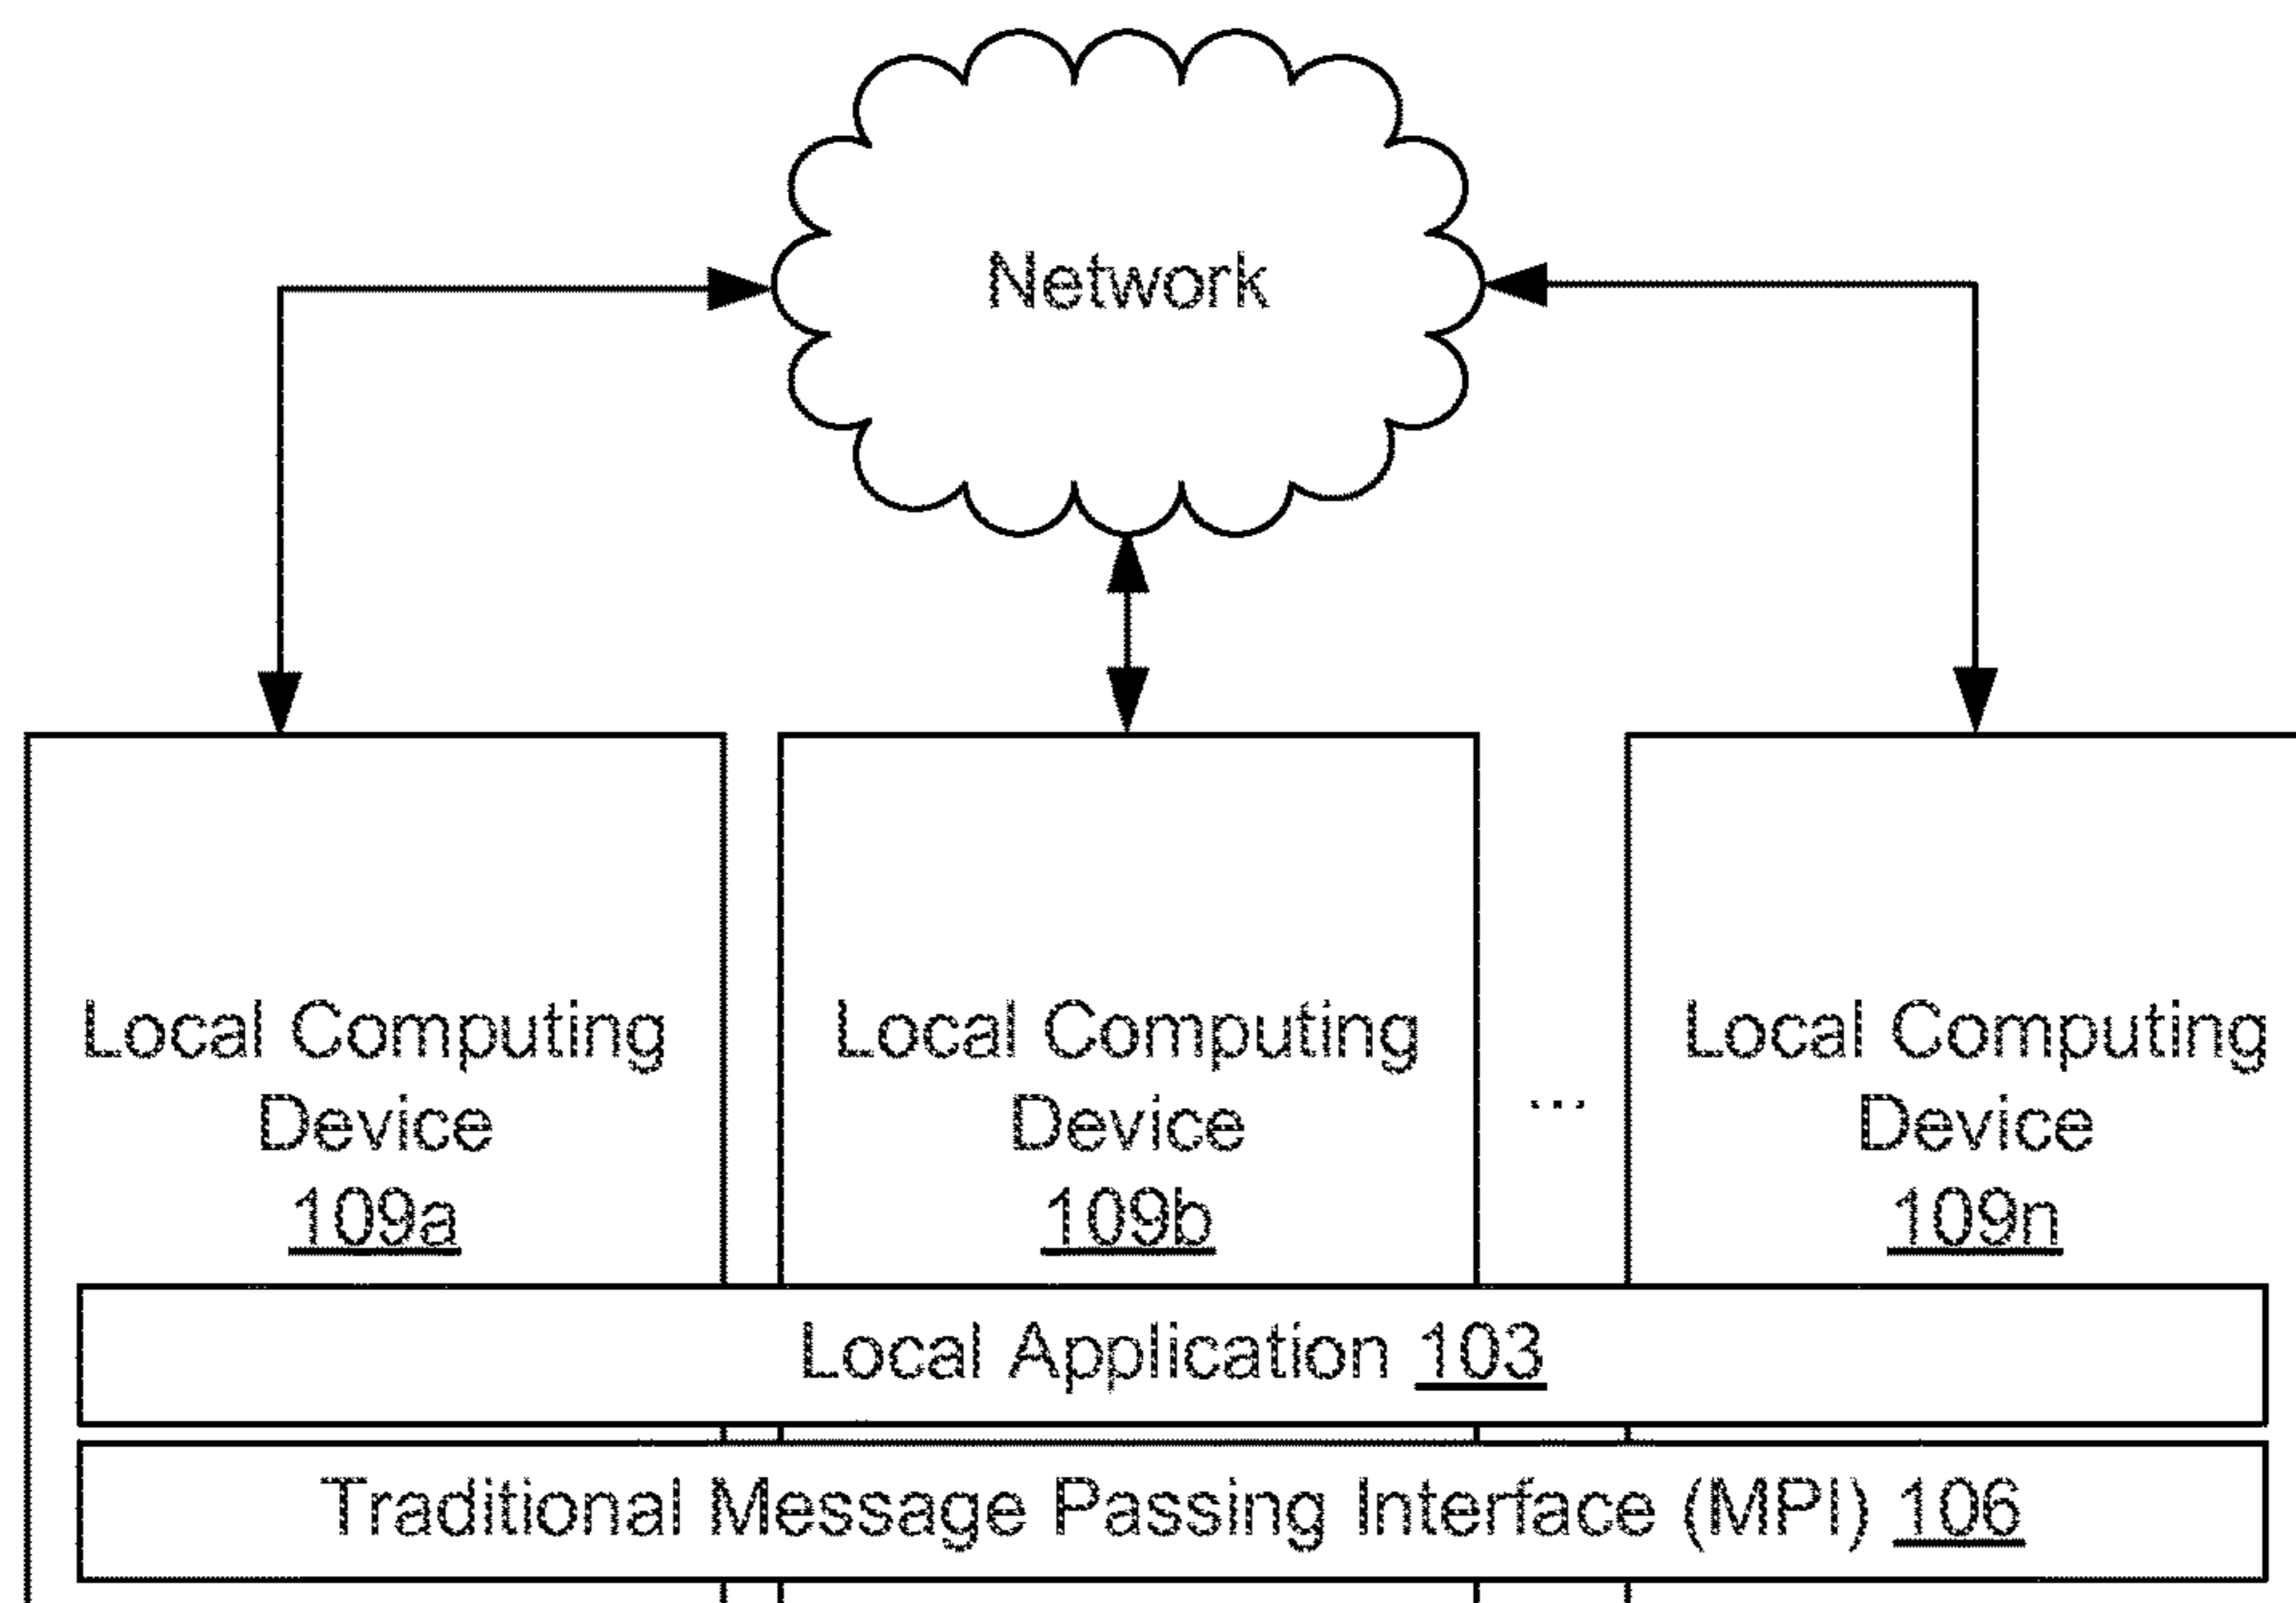 Network
Local Computing
Device
109a
Local Computing
Device
109b
...
Local Computing
Device
109n
Local Application 103
Traditional Message Passing Interface (MPI) 106